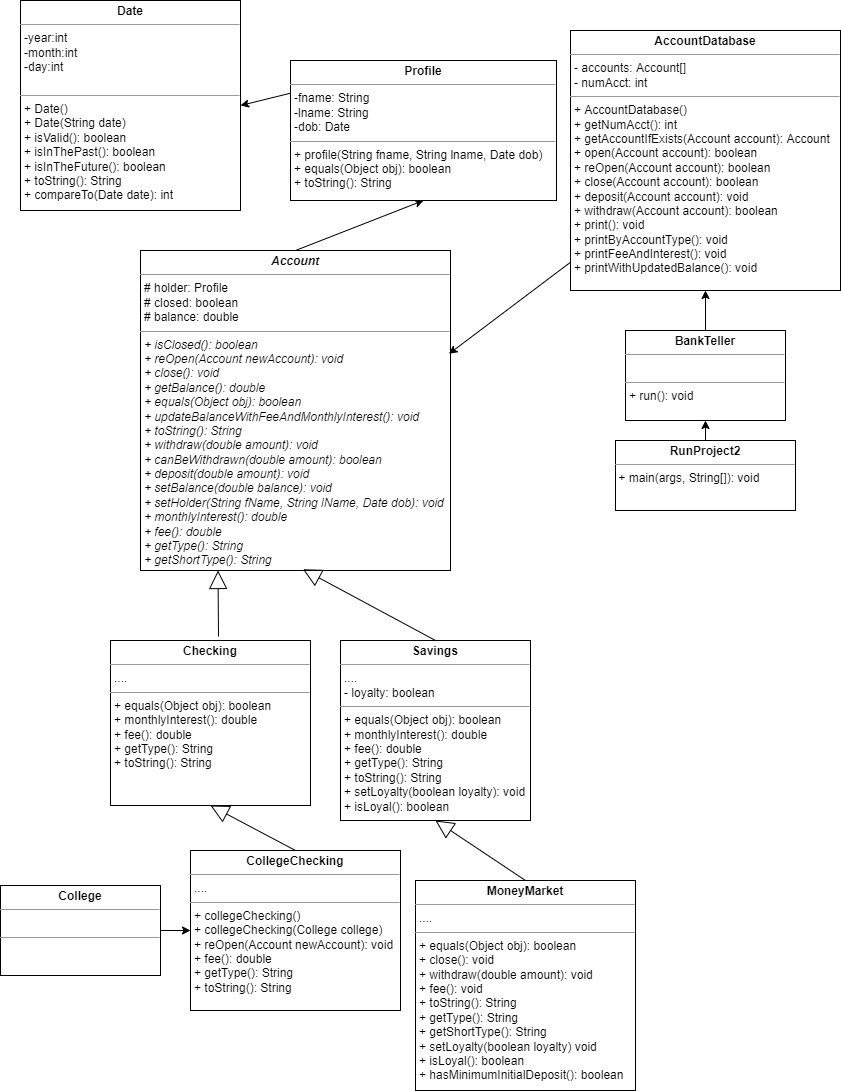 Date
-year:int
-month:int
-day:int
+ Date()
+ Date(String date)
+ isValid(): boolean
+ isInThePast(): boolean
+ isInTheFuture(): boolean
+ toString(): String
+ compareTo(Date date): int
Profile
-fname: String
-lname: String
-dob: Date
+ profile(String fname, String lname, Date dob)
+ equals(Object obj): boolean
+ toString(): String
AccountDatabase
- accounts: Account[]
- numAcct: int
+ AccountDatabase()
+ getNumAcct(): int
+ getAccountIfExists(Account account): Account
+ open(Account account): boolean
+ reOpen(Account account): boolean
+ close(Account account): boolean
+ deposit(Account account): void
+ withdraw(Account account): boolean
+ print(): void
+ printByAccountType(): void
+ printFeeAndInterest(): void
+ printWithUpdatedBalance(): void
Account
# holder: Profile
# closed: boolean
# balance: double
+ isClosed(): boolean
+ reOpen(Account newAccount): void
+ close(): void
+ getBalance(): double
+ equals(Object obj): boolean
+ updateBalanceWithFeeAndMonthlyInterest(): void
+ toString(): String
+ withdraw(double amount): void
+ canBeWithdrawn(double amount): boolean
+ deposit(double amount): void
+ setBalance(double balance): void
+ setHolder(String fName, String lName, Date dob): void
+ monthlyInterest(): double
+ fee(): double
+ getType(): String
+ getShortType(): String
BankTeller
+ run(): void
RunProject2
+ main(args, String[]): void
Checking
....
+ equals(Object obj): boolean
+ monthlyInterest(): double
+ fee(): double
+ getType(): String
+ toString(): String
Savings
....
- loyalty: boolean
+ equals(Object obj): boolean
+ monthlyInterest(): double
+ fee(): double
+ getType(): String
+ toString(): String
+ setLoyalty(boolean loyalty): void
+ isLoyal(): boolean
College
CollegeChecking
....
+ collegeChecking()
+ collegeChecking(College college)
+ reOpen(Account newAccount): void
+ fee(): double
+ getType(): String
+ toString(): String
MoneyMarket
....
+ equals(Object obj): boolean
+ close(): void
+ withdraw(double amount): void
+ fee(): void
+ toString(): String
+ getType(): String
+ getShortType(): String
+ setLoyalty(boolean loyalty) void
+ isLoyal(): boolean
+ hasMinimumInitialDeposit(): boolean